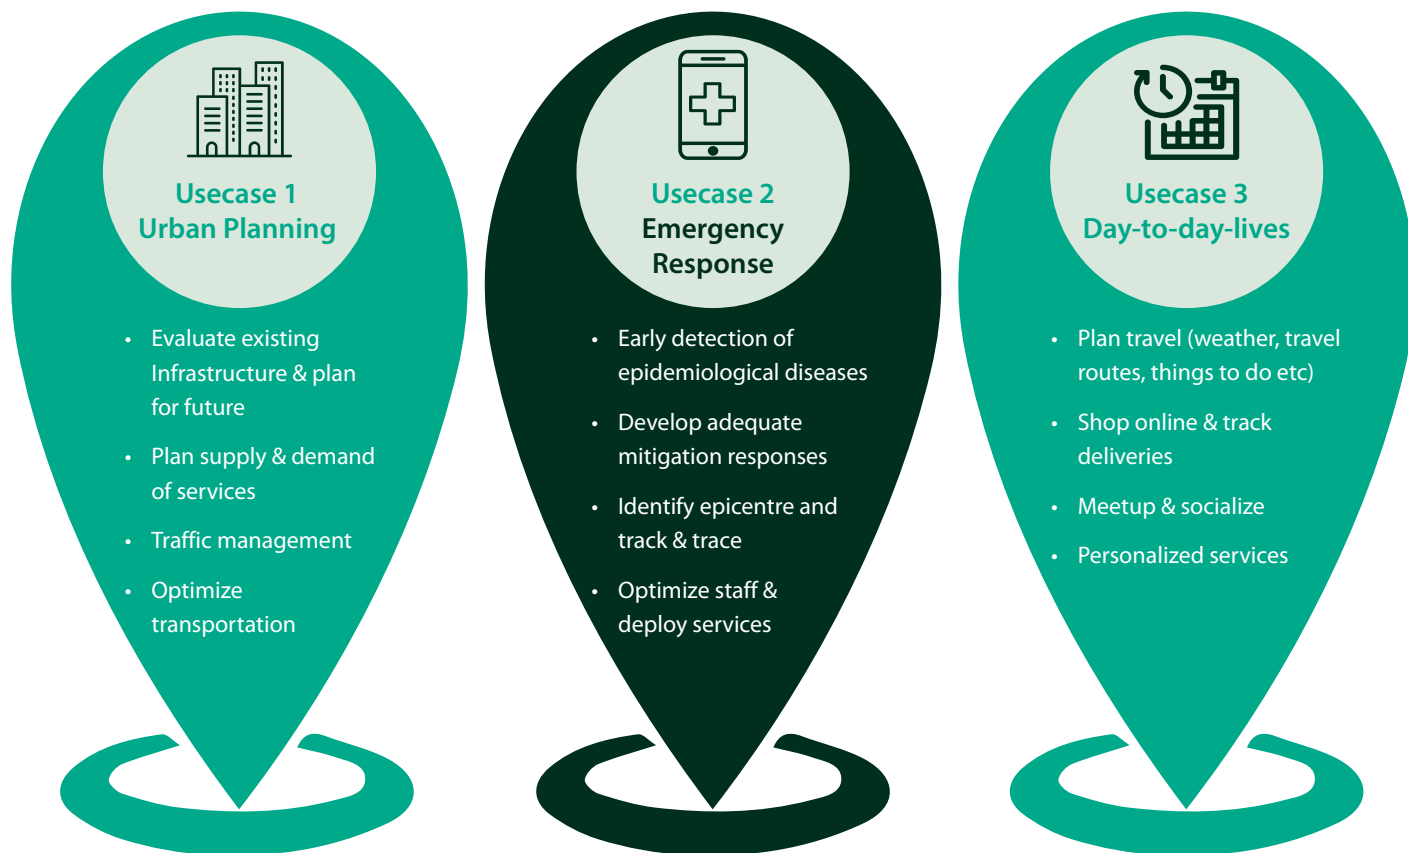 Usecase 1
Urban Planning
• Evaluate existing
Infrastructure & plan
for future
• Plan supply & demand
of services
• Traffic management
• Optimize
transportation
Usecase 2
Emergency
Response
• Early detection of
epidemiological diseases
• Develop adequate
mitigation responses
• Identify epicentre and
track & trace
• Optimize staff &
deploy services
Usecase 3
Day-to-day-lives
• Plan travel (weather, travel
routes, things to do etc)
• Shop online & track
deliveries
• Meetup & socialize
• Personalized services